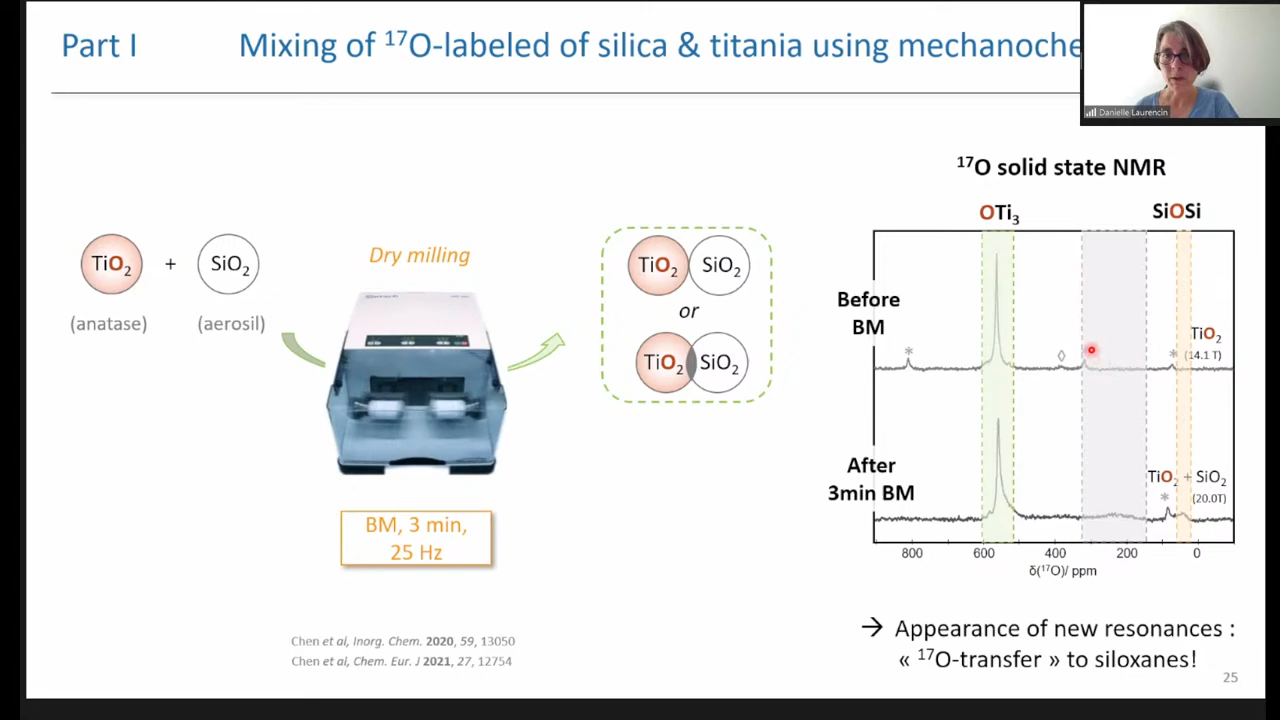 Part I
Mixing of ¹⁷O-labeled of silica & titania using mechanoche
Danielle Laurencin
¹⁷O solid state NMR
OTi₃
SiOSi
TiO₂ + SiO₂
(anatase) (aerosil)
Dry milling
TiO₂ SiO₂
or
TiO₂ SiO₂
BM, 3 min,
25 Hz
Before
BM
* ◊ *
TiO₂
(14.1 T)
After
3min BM
TiO₂ + SiO₂
* (20.0T)
800 600 400 200 0
δ(¹⁷O)/ ppm
Chen et al, Inorg. Chem. 2020, 59, 13050
Chen et al, Chem. Eur. J 2021, 27, 12754
→ Appearance of new resonances :
« ¹⁷O-transfer » to siloxanes!
25